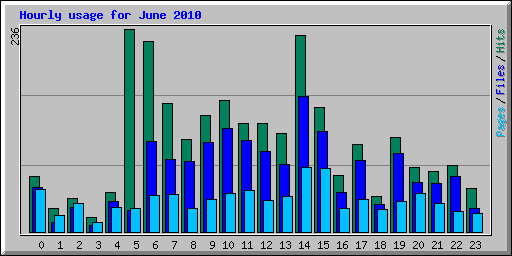 Hourly usage for June 2010
236
Pages / Files / Hits
0 1 2 3 4 5 6 7 8 9 10 11 12 13 14 15 16 17 18 19 20 21 22 23